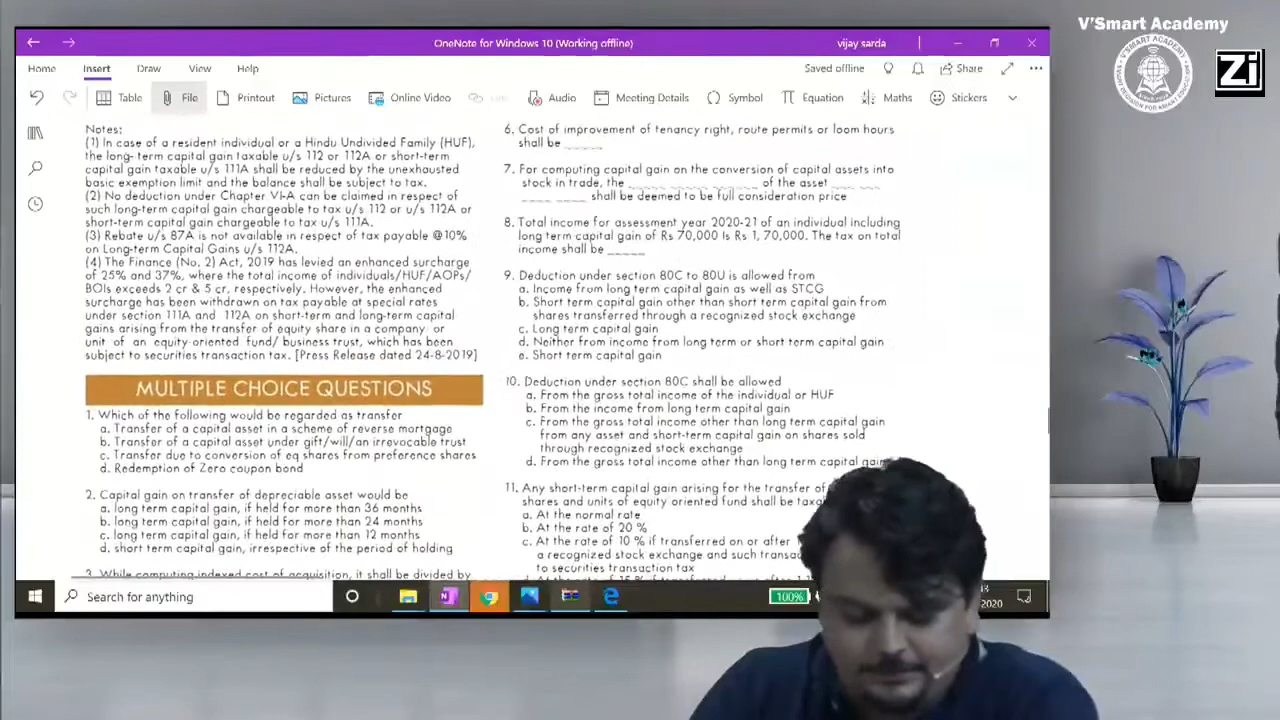 V'Smart Academy
Zi
OneNote for Windows 10 (Working offline)
vijay sarda
Home
Insert
Draw
View
Help
Saved offline
Share
Table
File
Printout
Pictures
Online Video
Audio
Meeting Details
Symbol
Equation
Maths
Stickers
Notes:
(1) In case of a resident individual or a Hindu Undivided Family (HUF),
the long- term capital gain taxable u/s 112 or 112A or short-term
capital gain taxable u/s 111A shall be reduced by the unexhausted
basic exemption limit and the balance shall be subject to tax.
(2) No deduction under Chapter VI-A can be claimed in respect of
such long-term capital gain chargeable to tax u/s 112 or u/s 112A or
short-term capital gain chargeable to tax u/s 111A.
(3) Rebate u/s 87A is not available in respect of tax payable @10%
on Long-term Capital Gains u/s 112A.
(4) The Finance (No. 2) Act, 2019 has levied an enhanced surcharge
of 25% and 37%, where the total income of individuals/HUF/AOPs/
BOIs exceeds 2 cr & 5 cr, respectively. However, the enhanced
surcharge has been withdrawn on tax payable at special rates
under section 111A and 112A on short-term and long-term capital
gains arising from the transfer of equity share in a company or
unit of an equity-oriented fund/ business trust, which has been
subject to securities transaction tax. [Press Release dated 24-8-2019]
MULTIPLE CHOICE QUESTIONS
1. Which of the following would be regarded as transfer
a. Transfer of a capital asset in a scheme of reverse mortgage
b. Transfer of a capital asset under gift/will/an irrevocable trust
c. Transfer due to conversion of eq shares from preference shares
d. Redemption of Zero coupon bond
2. Capital gain on transfer of depreciable asset would be
a. long term capital gain, if held for more than 36 months
b. long term capital gain, if held for more than 24 months
c. long term capital gain, if held for more than 12 months
d. short term capital gain, irrespective of the period of holding
3. While computing indexed cost of acquisition, it shall be divided by
6. Cost of improvement of tenancy right, route permits or loom hours
shall be ______
7. For computing capital gain on the conversion of capital assets into
stock in trade, the ______ ______ ______ of the asset ____ ___
_____ _____ shall be deemed to be full consideration price
8. Total income for assessment year 2020-21 of an individual including
long term capital gain of Rs 70,000 is Rs 1, 70,000. The tax on total
income shall be ______
9. Deduction under section 80C to 80U is allowed from
a. Income from long term capital gain as well as STCG
b. Short term capital gain other than short term capital gain from
shares transferred through a recognized stock exchange
c. Long term capital gain
d. Neither from income from long term or short term capital gain
e. Short term capital gain
10. Deduction under section 80C shall be allowed
a. From the gross total income of the individual or HUF
b. From the income from long term capital gain
c. From the gross total income other than long term capital gain
from any asset and short-term capital gain on shares sold
through recognized stock exchange
d. From the gross total income other than long term capital gain
11. Any short-term capital gain arising for the transfer of
shares and units of equity oriented fund shall be
a. At the normal rate
b. At the rate of 20 %
c. At the rate of 10 % if transferred on or after
a recognized stock exchange and such
to securities transaction tax
Search for anything
100%
2020